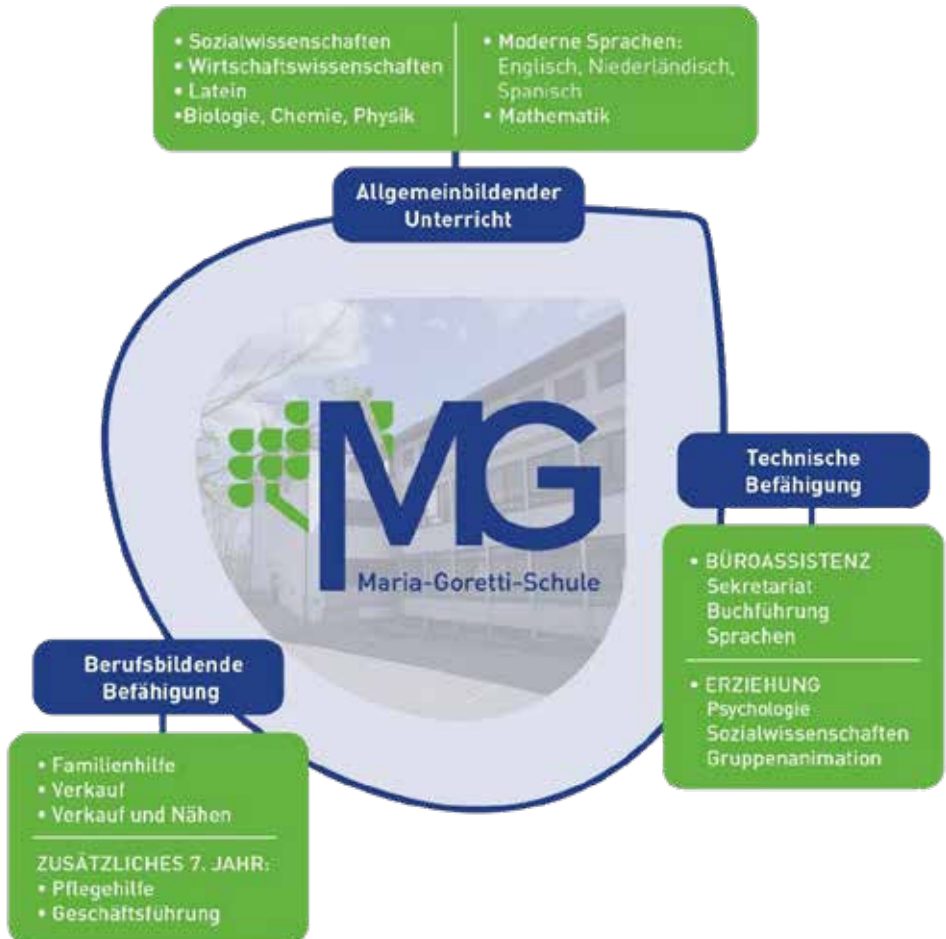 • Sozialwissenschaften
• Wirtschaftswissenschaften
• Latein
•Biologie, Chemie, Physik
• Moderne Sprachen:
Englisch, Niederländisch,
Spanisch
• Mathematik
Allgemeinbildender
Unterricht
MG
Maria-Goretti-Schule
Technische
Befähigung
• BÜROASSISTENZ
Sekretariat
Buchführung
Sprachen
• ERZIEHUNG
Psychologie
Sozialwissenschaften
Gruppenanimation
Berufsbildende
Befähigung
• Familienhilfe
• Verkauf
• Verkauf und Nähen
ZUSÄTZLICHES 7. JAHR:
• Pflegehilfe
• Geschäftsführung